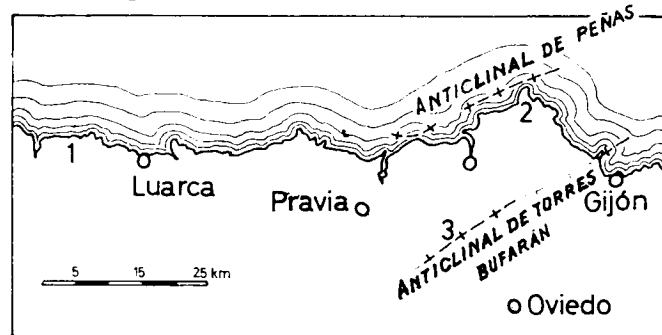 ANTICLINAL DE PEÑAS
2
1
Luarca
Pravia
Gijón
3
ANTICLINAL DE TORRES
BUFARÁN
5 15 25 km
Oviedo